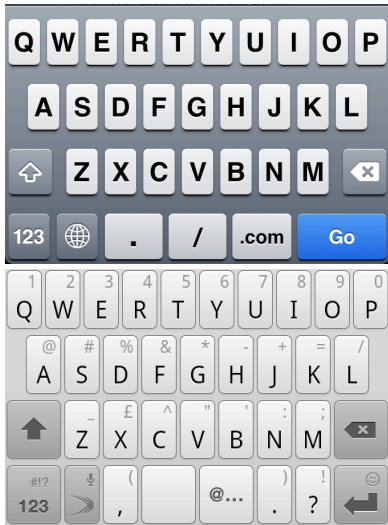 Q W E R T Y U I O P
A S D F G H J K L
Z X C V B N M
123 . / .com Go
1 2 3 4 5 6 7 8 9 0
Q W E R T Y U I O P
@ # % & * - + = /
A S D F G H J K L
_ £ ^ " ' : ;
Z X C V B N M
#!? ( ) !
123 , @... . ?